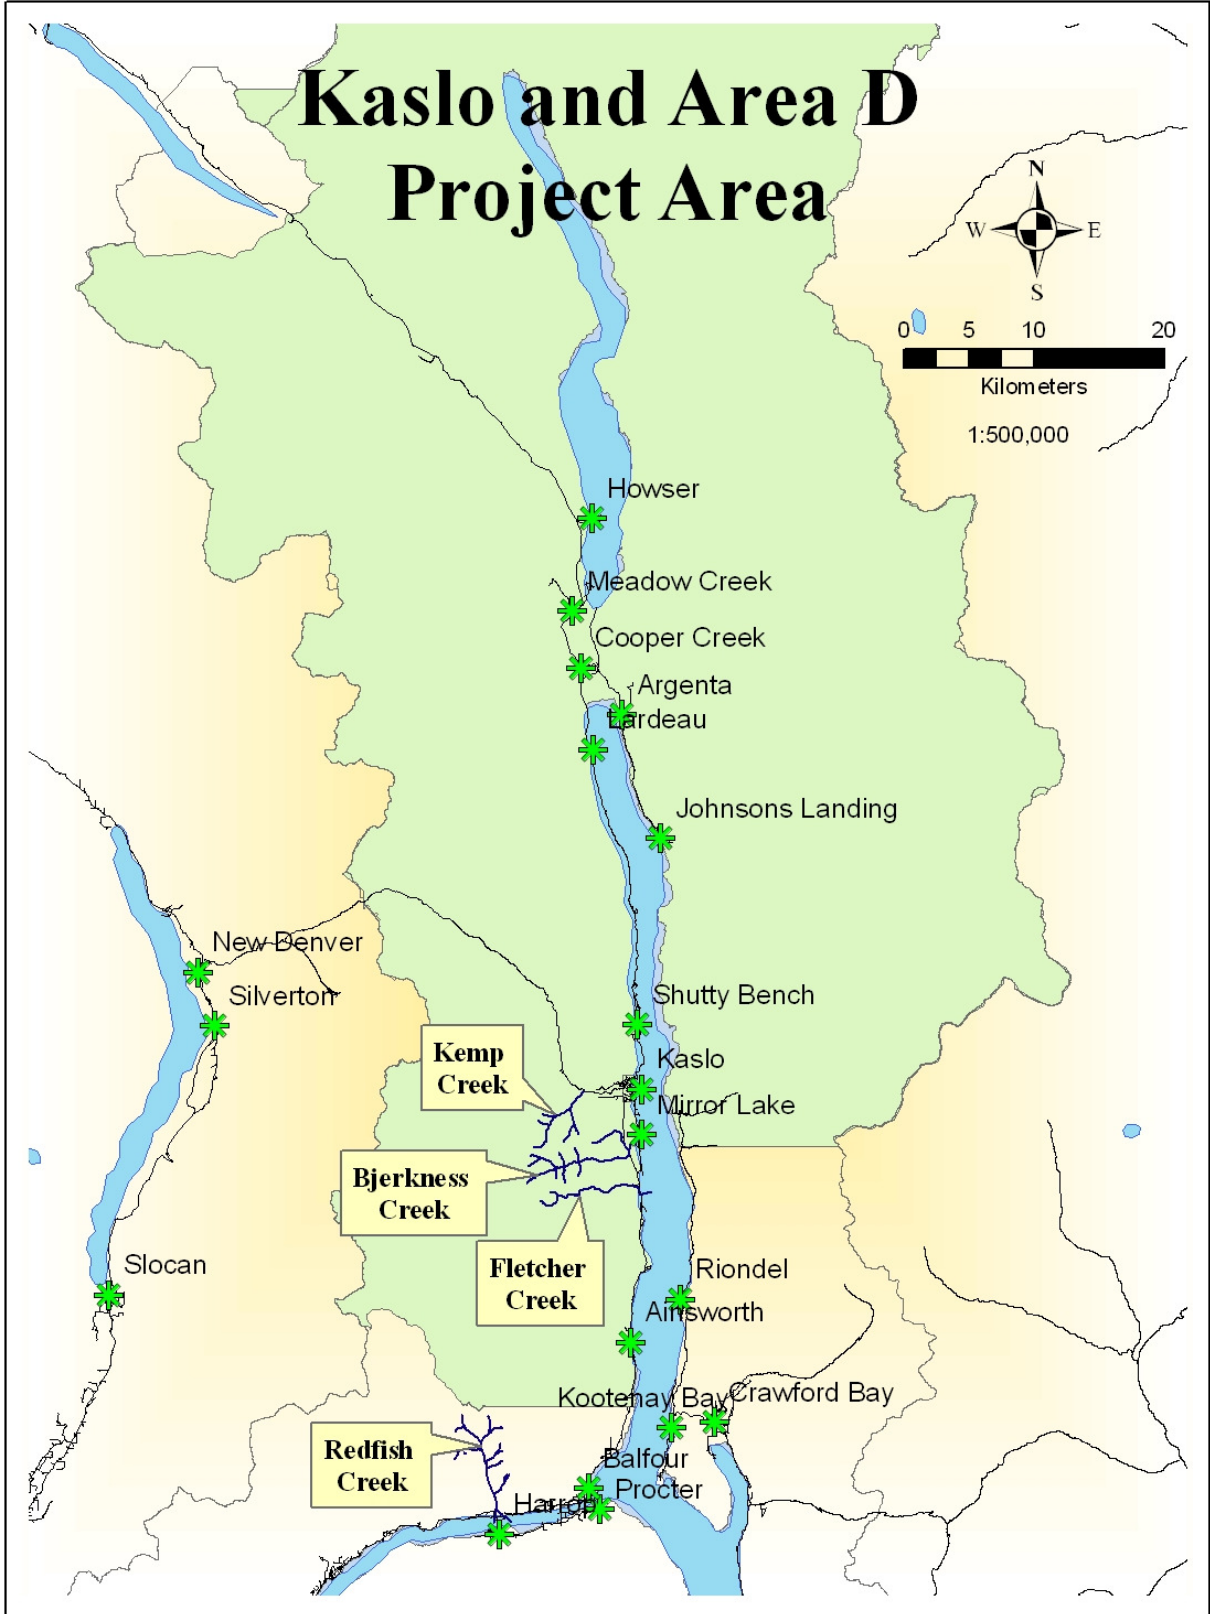 Kaslo and Area D
Project Area
N
W E
S
0 5 10 20
Kilometers
1:500,000
Howser
Meadow Creek
Cooper Creek
Argenta
Lardeau
Johnsons Landing
New Denver
Silverton
Shutty Bench
Kemp
Creek
Kaslo
Mirror Lake
Bjerkness
Creek
Fletcher
Creek
Slocan
Riondel
Ainsworth
Kootenay Bay
Crawford Bay
Redfish
Creek
Balfour
Procter
Harrop